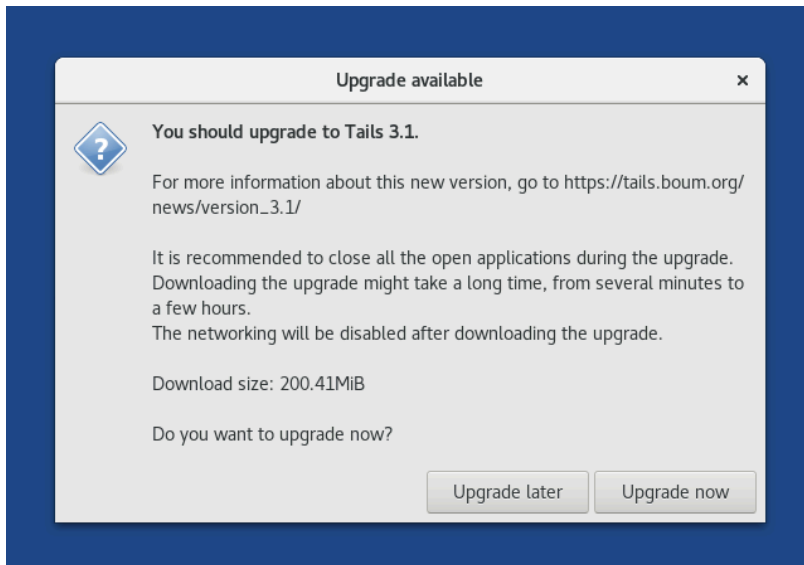 Upgrade available
×
?
You should upgrade to Tails 3.1.
For more information about this new version, go to https://tails.boum.org/
news/version_3.1/
It is recommended to close all the open applications during the upgrade.
Downloading the upgrade might take a long time, from several minutes to
a few hours.
The networking will be disabled after downloading the upgrade.
Download size: 200.41MiB
Do you want to upgrade now?
Upgrade later
Upgrade now